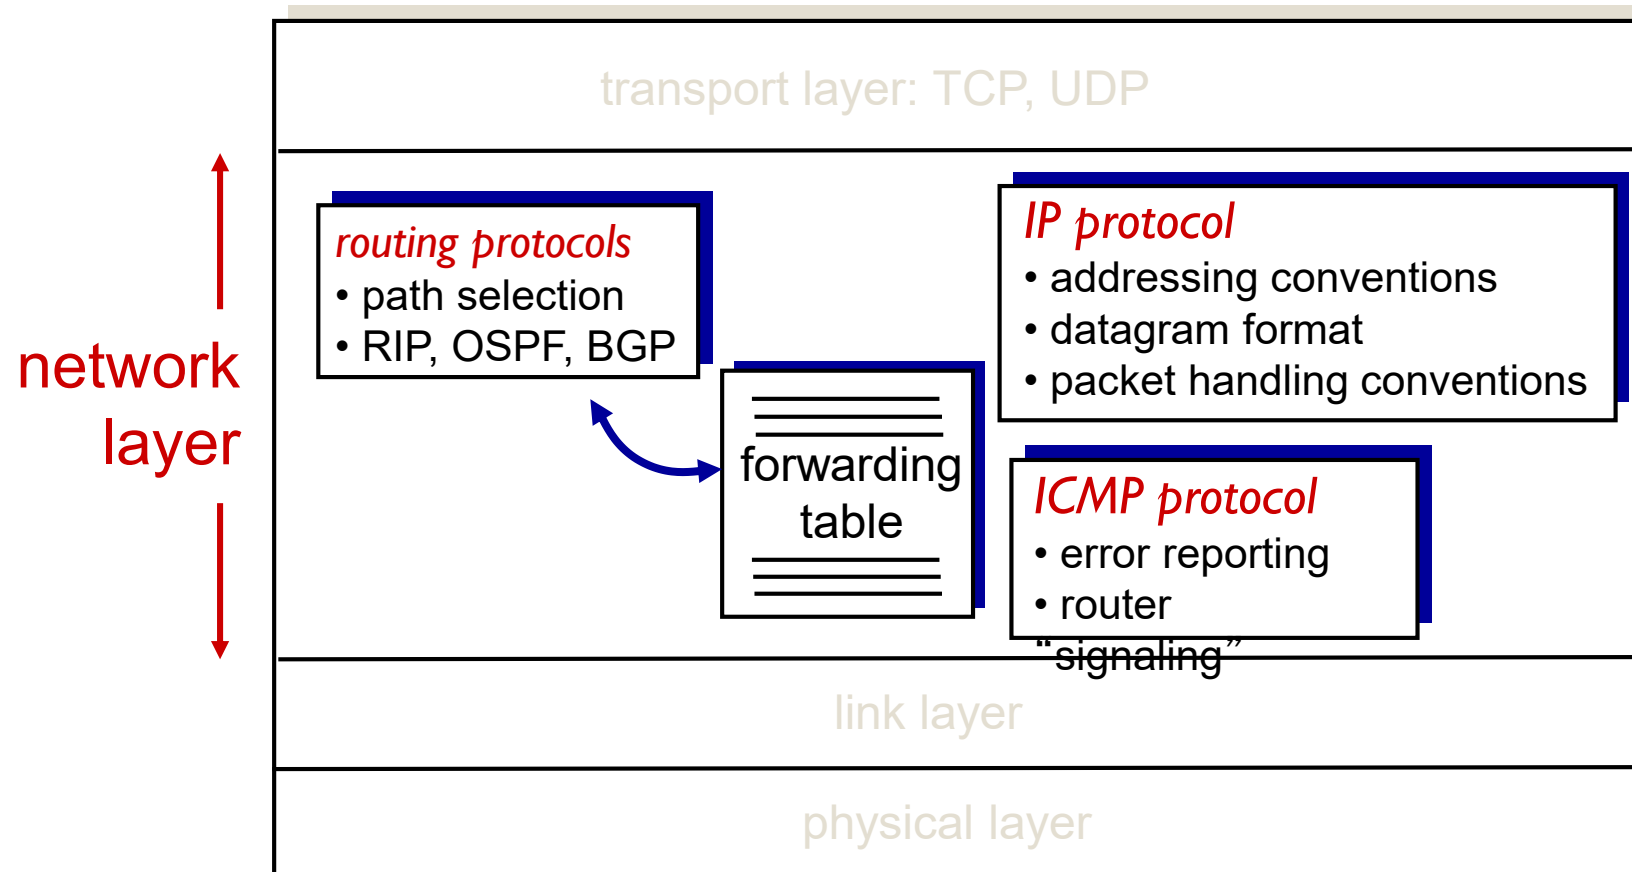 transport layer: TCP, UDP
network
layer
routing protocols
• path selection
• RIP, OSPF, BGP
forwarding
table
IP protocol
• addressing conventions
• datagram format
• packet handling conventions
ICMP protocol
• error reporting
• router
“signaling”
link layer
physical layer